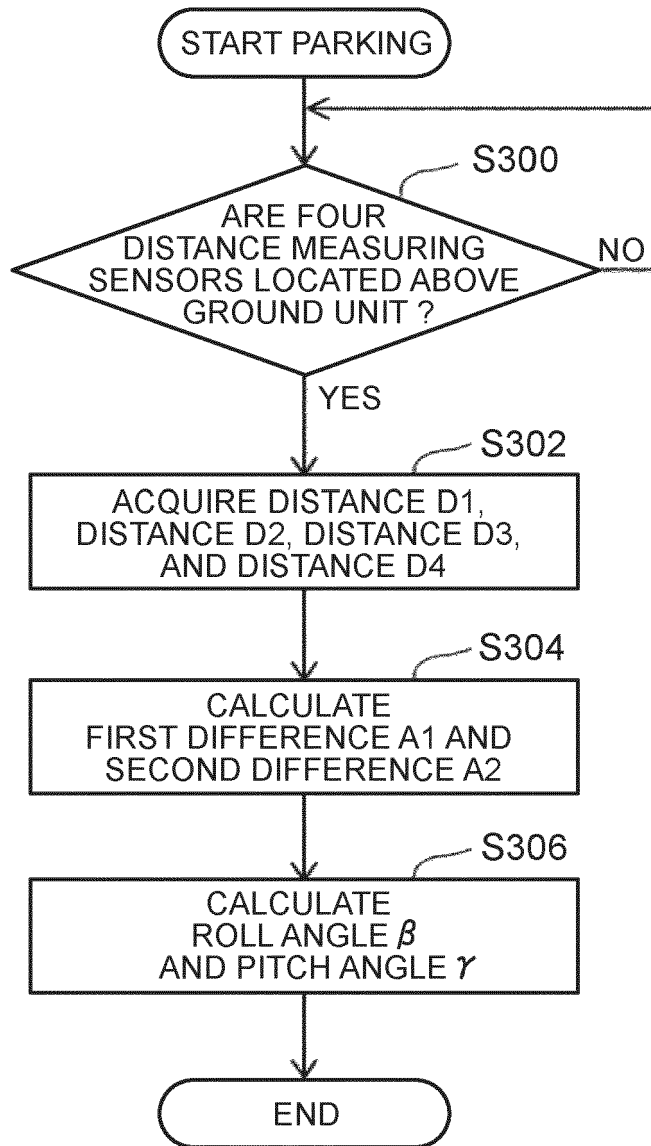 START PARKING
S300
ARE FOUR
DISTANCE MEASURING
SENSORS LOCATED ABOVE
GROUND UNIT ?
NO
YES
S302
ACQUIRE DISTANCE D1,
DISTANCE D2, DISTANCE D3,
AND DISTANCE D4
S304
CALCULATE
FIRST DIFFERENCE A1 AND
SECOND DIFFERENCE A2
S306
CALCULATE
ROLL ANGLE β
AND PITCH ANGLE γ
END